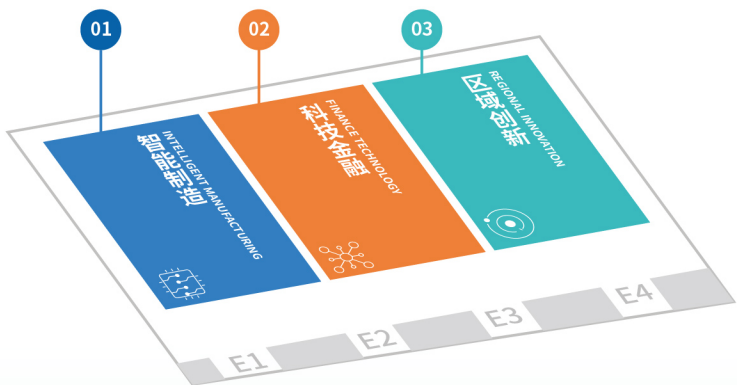 01
02
03
智能制造
INTELLIGENT MANUFACTURING
科技金融
FINANCE TECHNOLOGY
区域创新
REGIONAL INNOVATION
E1
E2
E3
E4